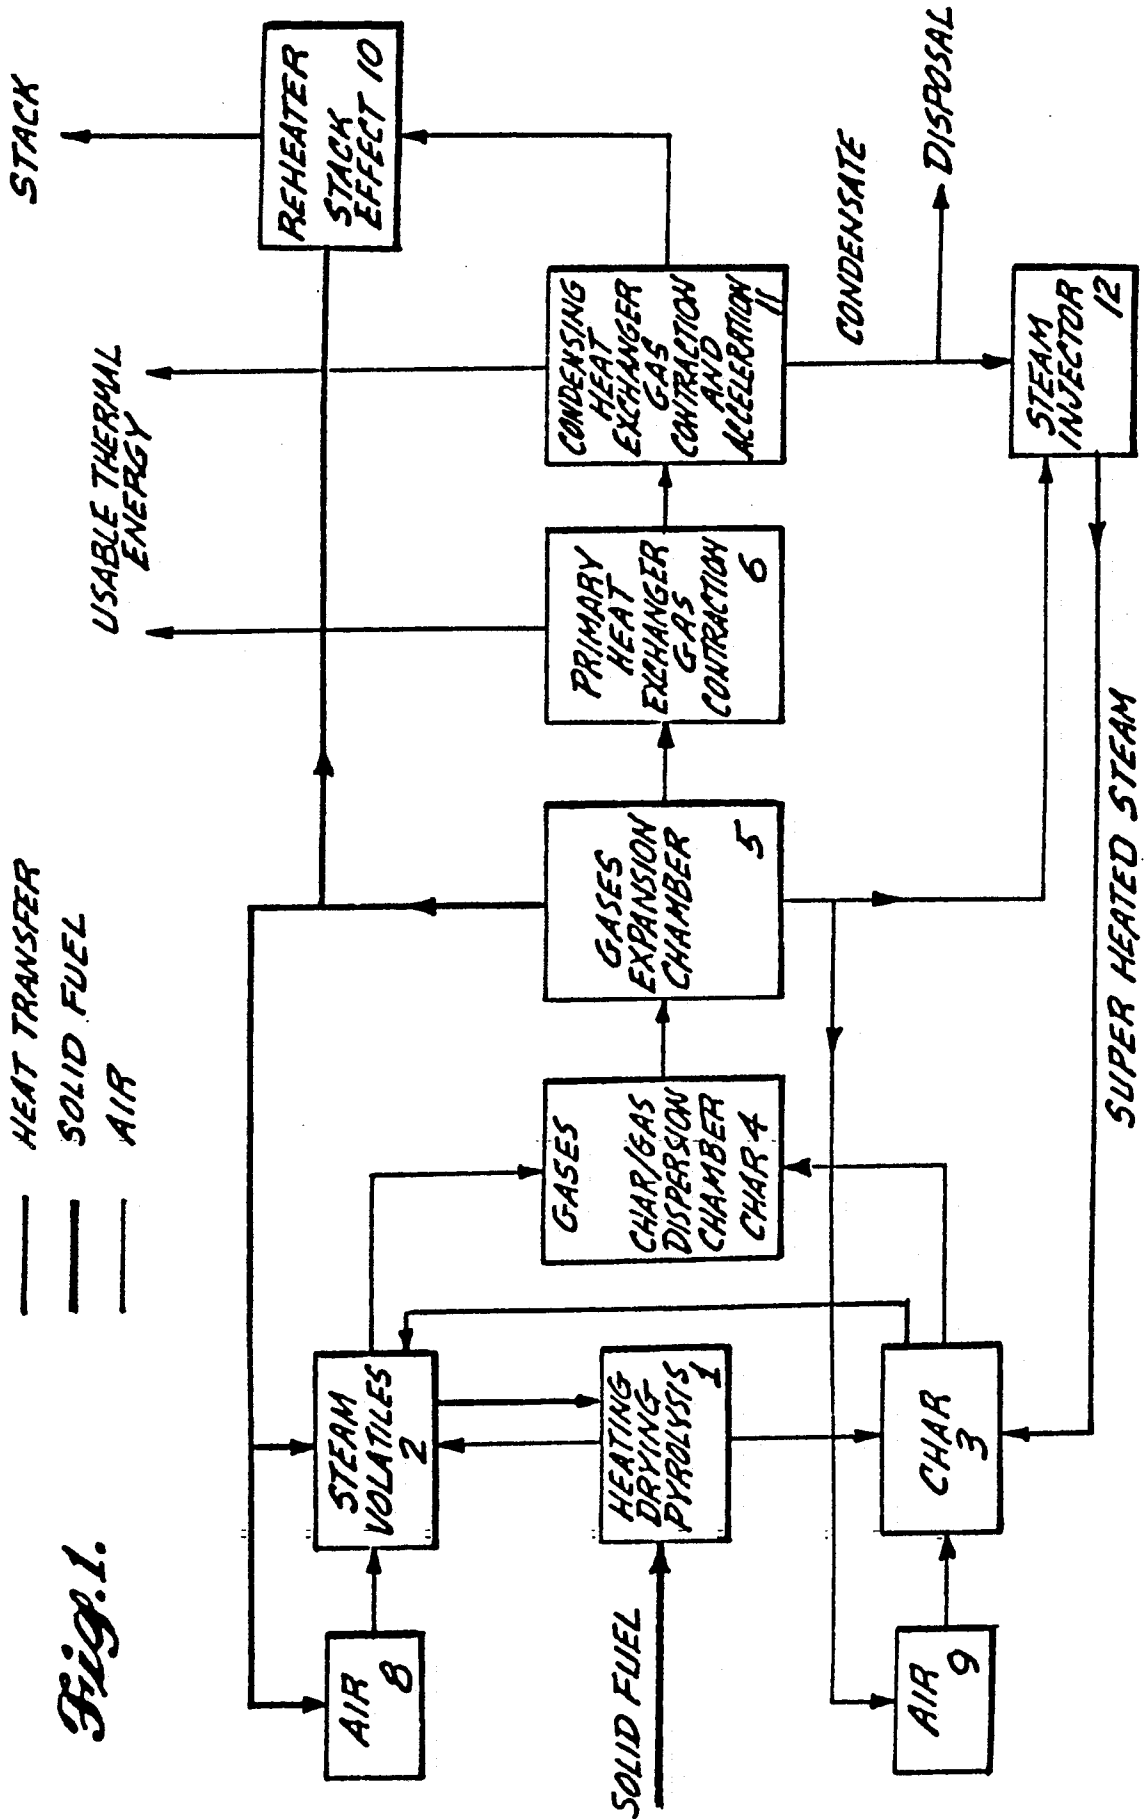 Fig.1.
HEAT TRANSFER
SOLID FUEL
AIR
STACK
USABLE THERMAL
ENERGY
REHEATER
STACK
EFFECT 10
AIR
8
STEAM
VOLATILES
2
SOLID FUEL
HEATING
DRYING
PYROLYSIS
1
GASES
CHAR/GAS
DISPERSION
CHAMBER
CHAR 4
GASES
EXPANSION
CHAMBER
5
PRIMARY
HEAT
EXCHANGER
GAS
CONTRACTION
6
CONDENSING
HEAT
EXCHANGER
GAS
CONTRACTION
AND
ACCELERATION
11
CONDENSATE
DISPOSAL
AIR
9
CHAR
3
STEAM
INJECTOR
12
SUPER HEATED STEAM